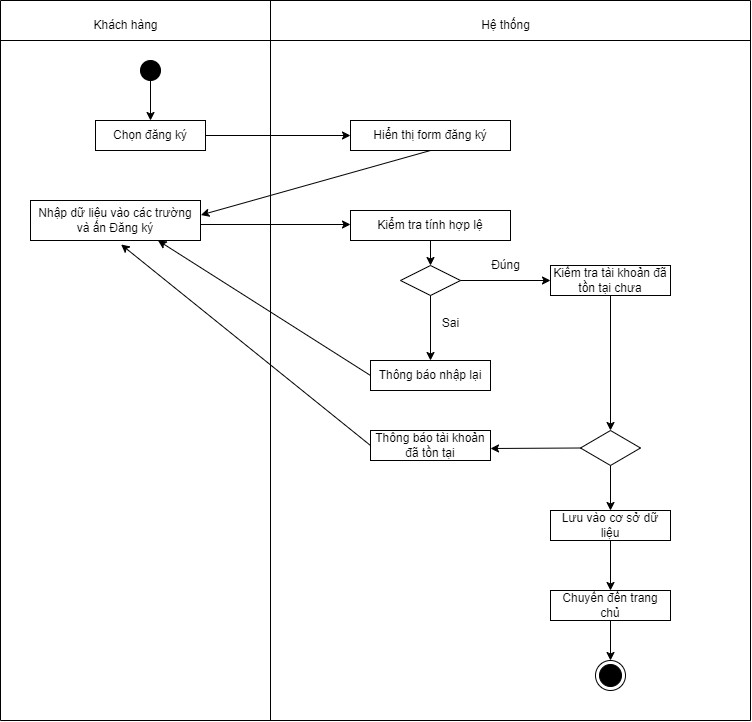 Khách hàng
Hệ thống
Chọn đăng ký
Hiển thị form đăng ký
Nhập dữ liệu vào các trường
và ấn Đăng ký
Kiểm tra tính hợp lệ
Đúng
Kiểm tra tài khoản đã
tồn tại chưa
Sai
Thông báo nhập lại
Thông báo tài khoản
đã tồn tại
Lưu vào cơ sở dữ
liệu
Chuyển đến trang
chủ